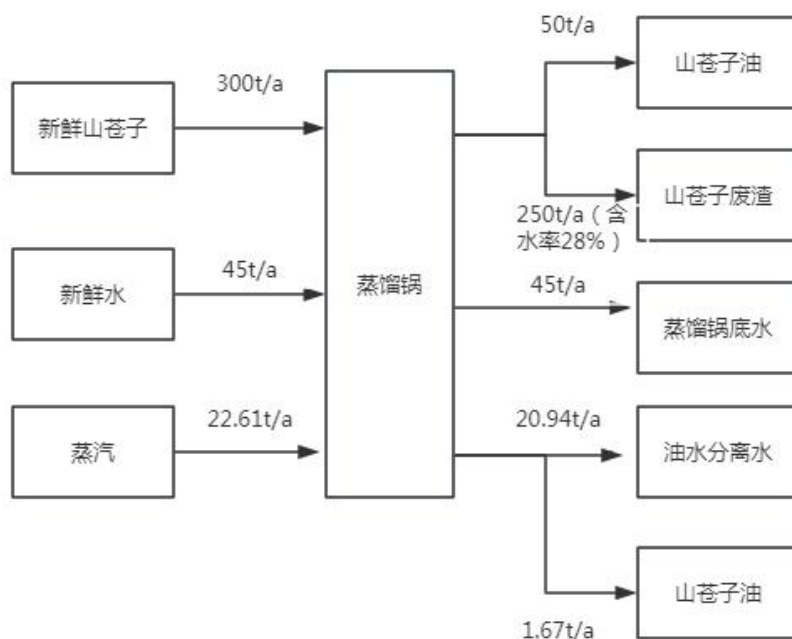 50t/a
山苍子油
300t/a
新鲜山苍子
山苍子废渣
250t/a（含
水率28%）
新鲜水
45t/a
蒸馏锅
45t/a
蒸馏锅底水
蒸汽
22.61t/a
20.94t/a
油水分离水
山苍子油
1.67t/a